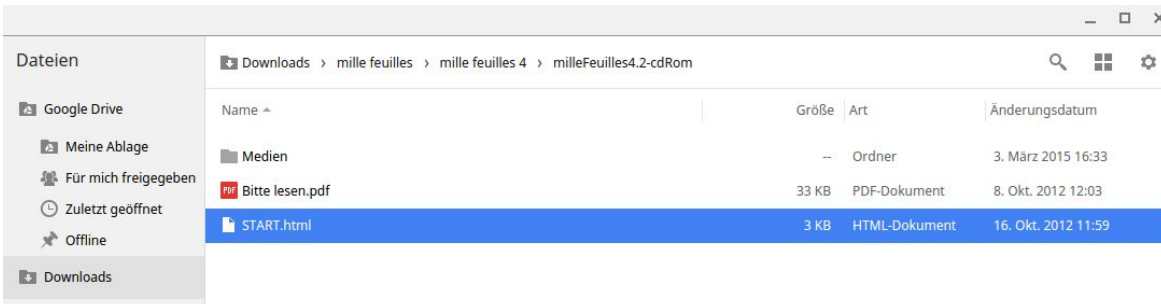 Dateien
Downloads › mille feuilles › mille feuilles 4 › milleFeuilles4.2-cdRom
Google Drive
Meine Ablage
Für mich freigegeben
Zuletzt geöffnet
Offline
Downloads
Name Größe Art Änderungsdatum
Medien -- Ordner 3. März 2015 16:33
PDF Bitte lesen.pdf 33 KB PDF-Dokument 8. Okt. 2012 12:03
START.html 3 KB HTML-Dokument 16. Okt. 2012 11:59